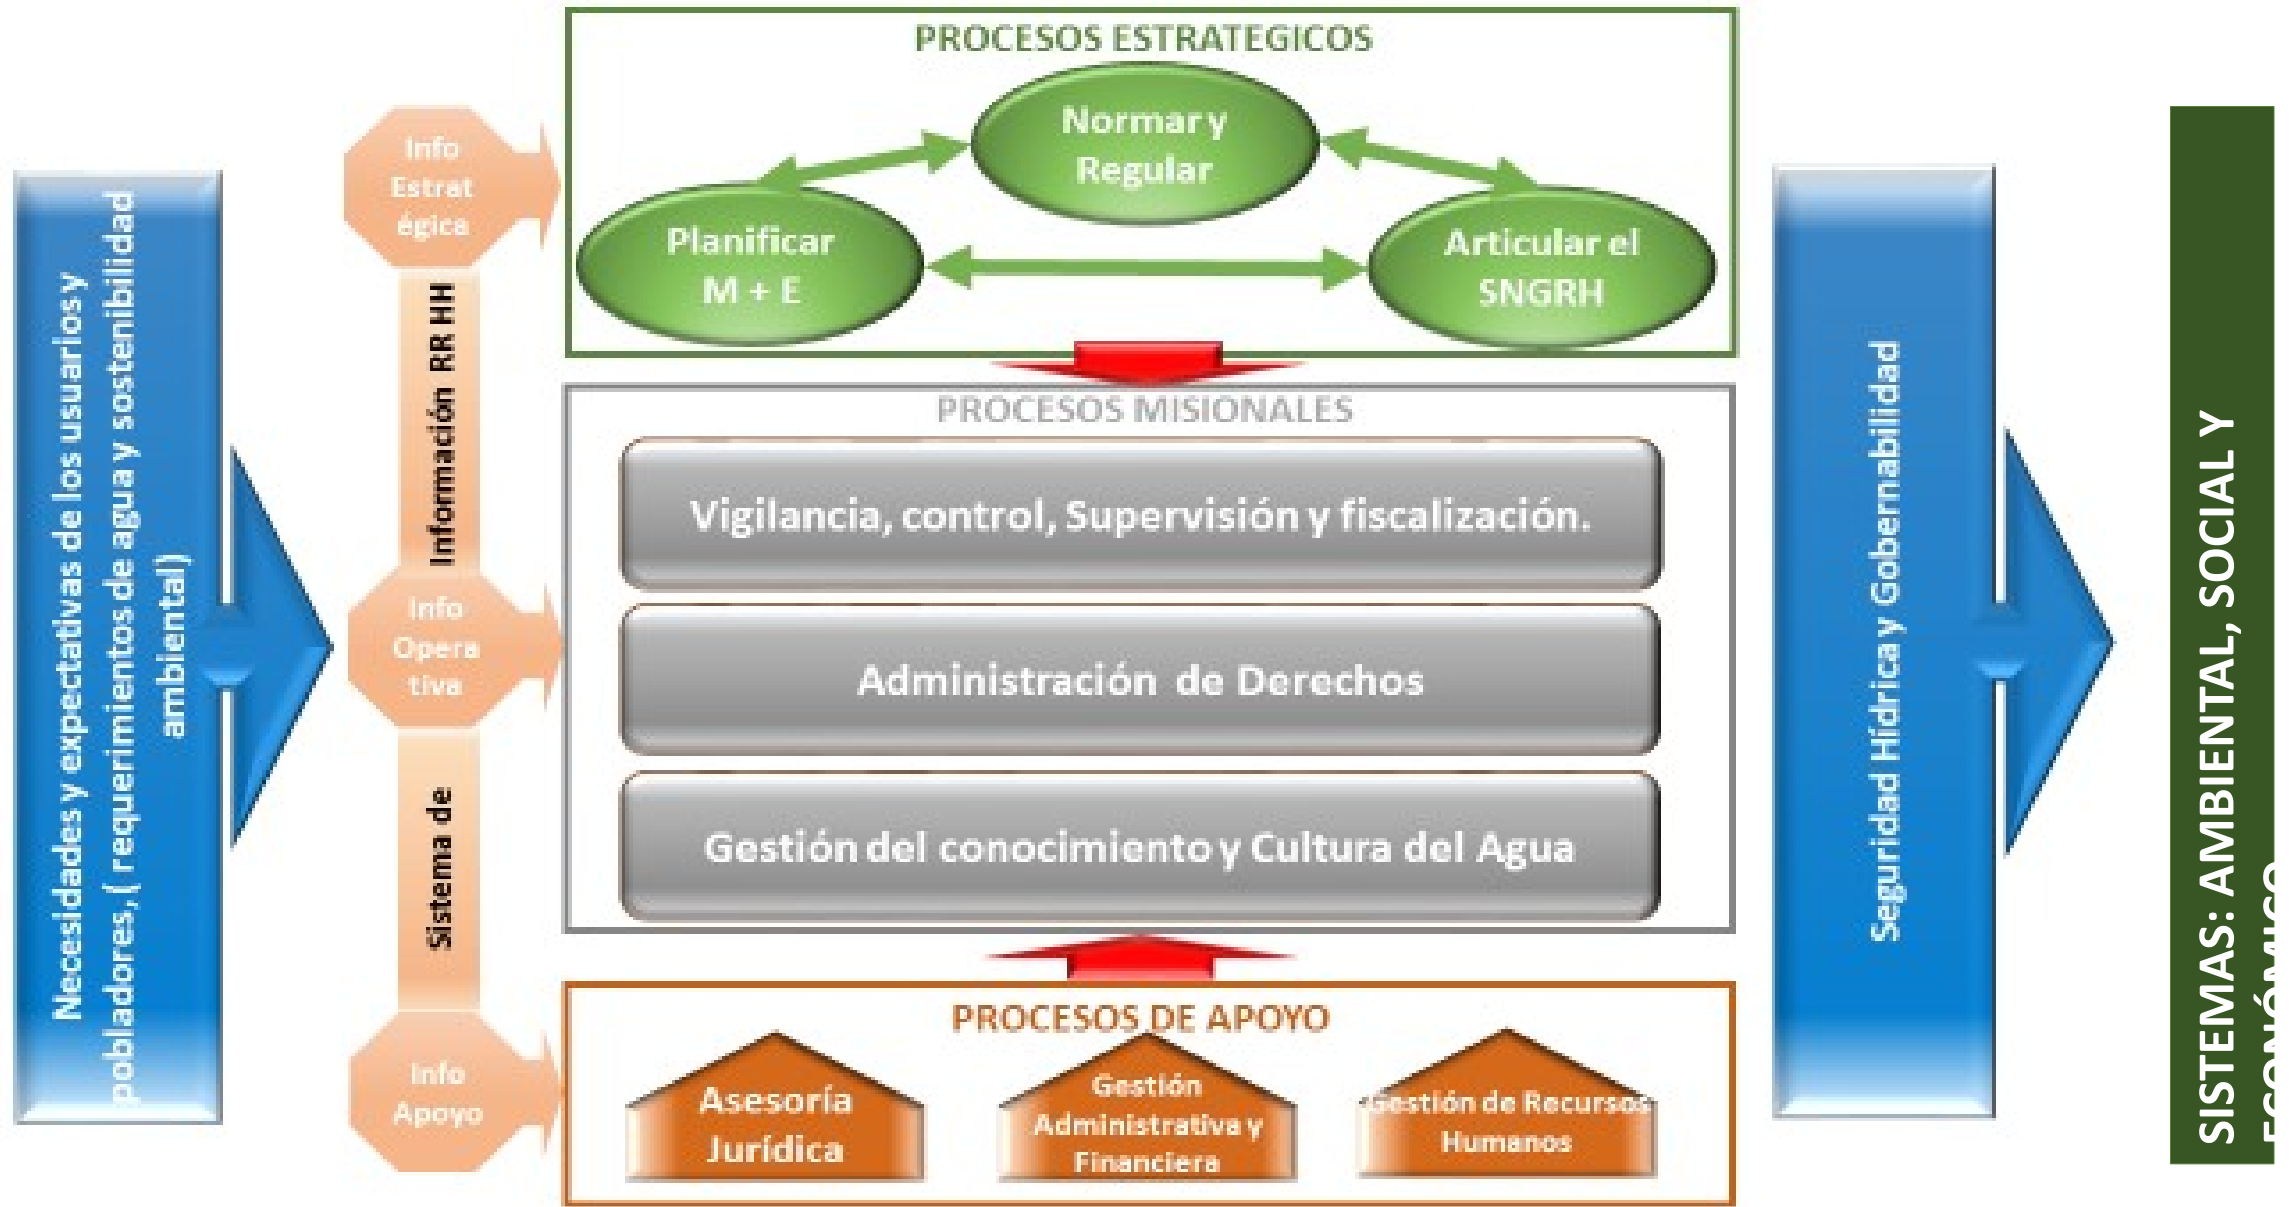 Necesidades y expectativas de los usuarios y
pobladores, ( requerimientos de agua y sostenibilidad
ambiental)
Info
Estrat
égica
Información RR HH
Info
Opera
tiva
Sistema de
Info
Apoyo
PROCESOS ESTRATEGICOS
Normar y
Regular
Planificar
M + E
Articular el
SNGRH
PROCESOS MISIONALES
Vigilancia, control, Supervisión y fiscalización.
Administración de Derechos
Gestión del conocimiento y Cultura del Agua
PROCESOS DE APOYO
Asesoría
Jurídica
Gestión
Administrativa y
Financiera
Gestión de Recursos
Humanos
Seguridad Hídrica y Gobernabilidad
SISTEMAS: AMBIENTAL, SOCIAL Y
ECONÓMICO